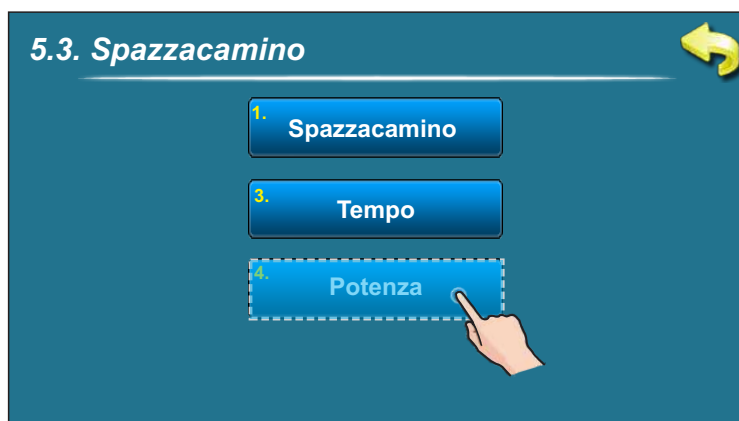 5.3. Spazzacamino
1.
Spazzacamino
3.
Tempo
4.
Potenza